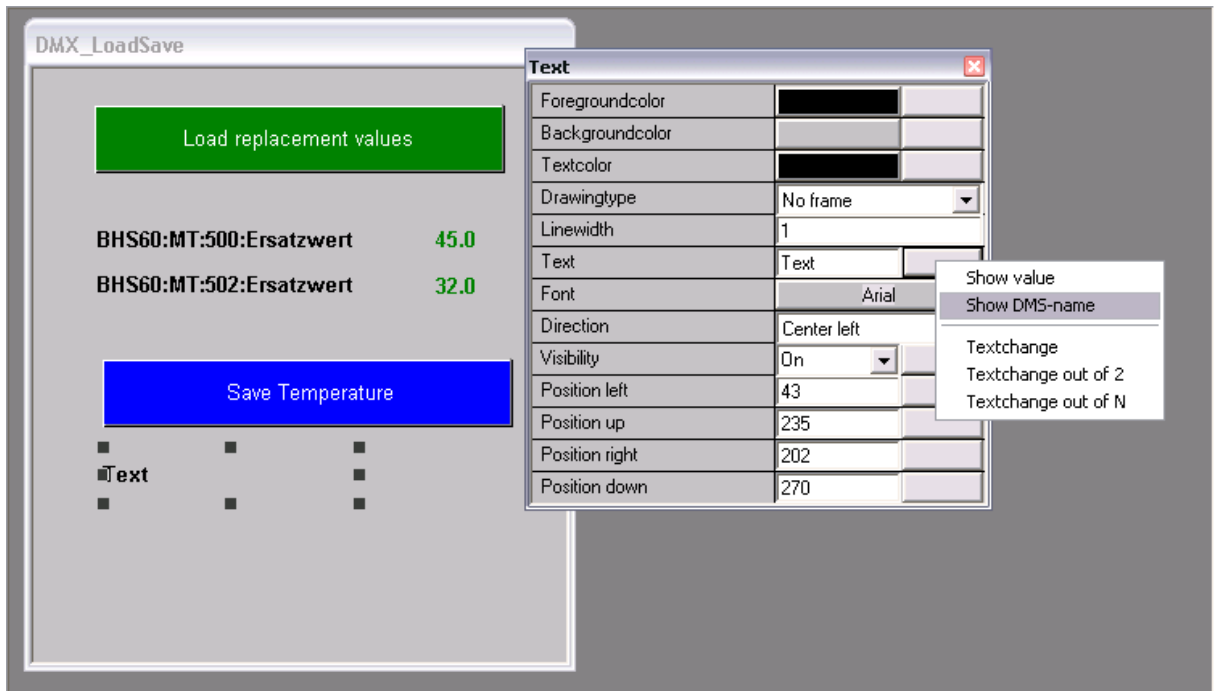 DMX_LoadSave
Load replacement values
BHS60:MT:500:Ersatzwert 45.0
BHS60:MT:502:Ersatzwert 32.0
Save Temperature
Text
Text
Foregroundcolor
Backgroundcolor
Textcolor
Drawingtype No frame
Linewidth 1
Text Text
Font Arial
Direction Center left
Visibility On
Position left 43
Position up 235
Position right 202
Position down 270
Show value
Show DMS-name
Textchange
Textchange out of 2
Textchange out of N